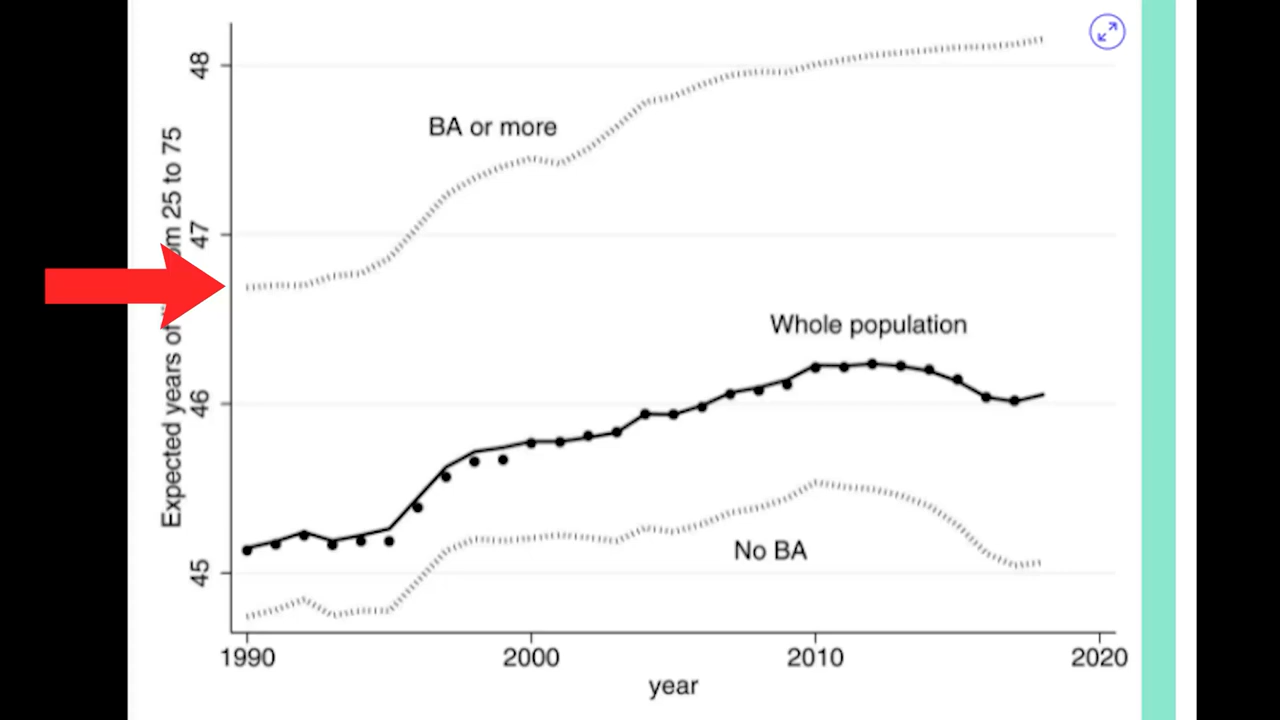 48
47
46
45
Expected years of
om 25 to 75
BA or more
Whole population
No BA
1990 2000 2010 2020
year